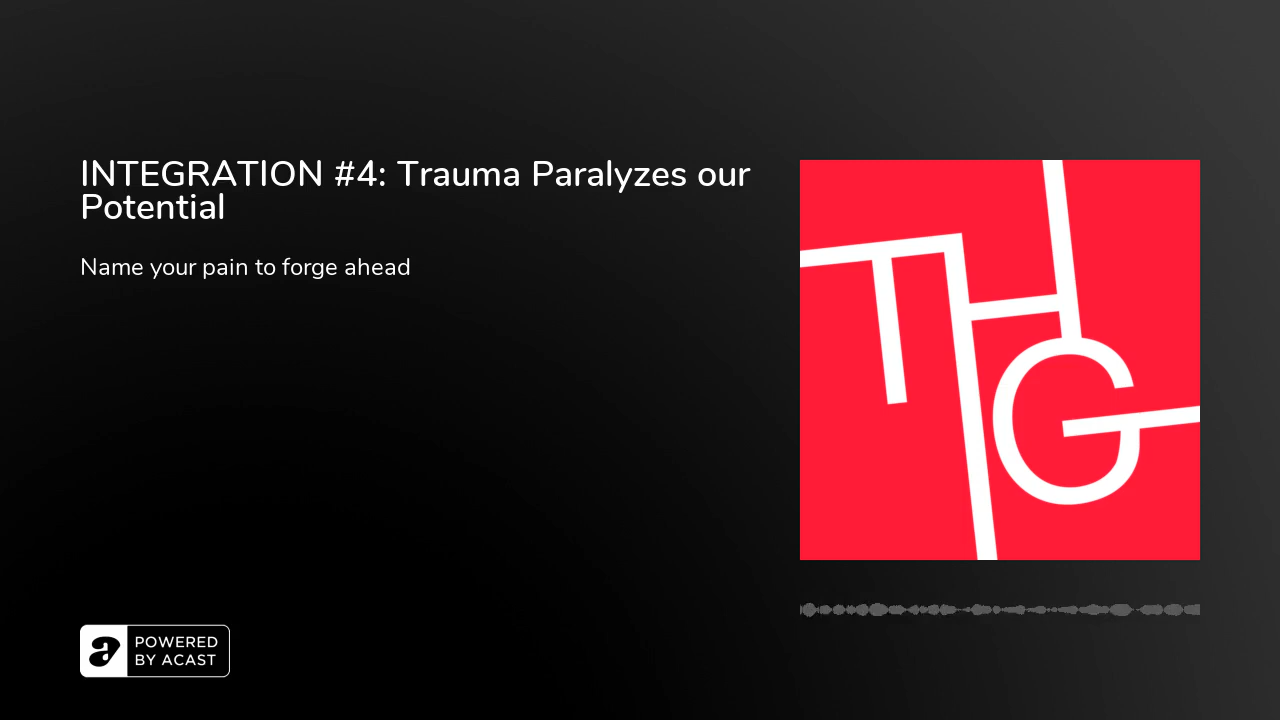 INTEGRATION #4: Trauma Paralyzes our
Potential
Name your pain to forge ahead
THG
a POWERED
BY ACAST